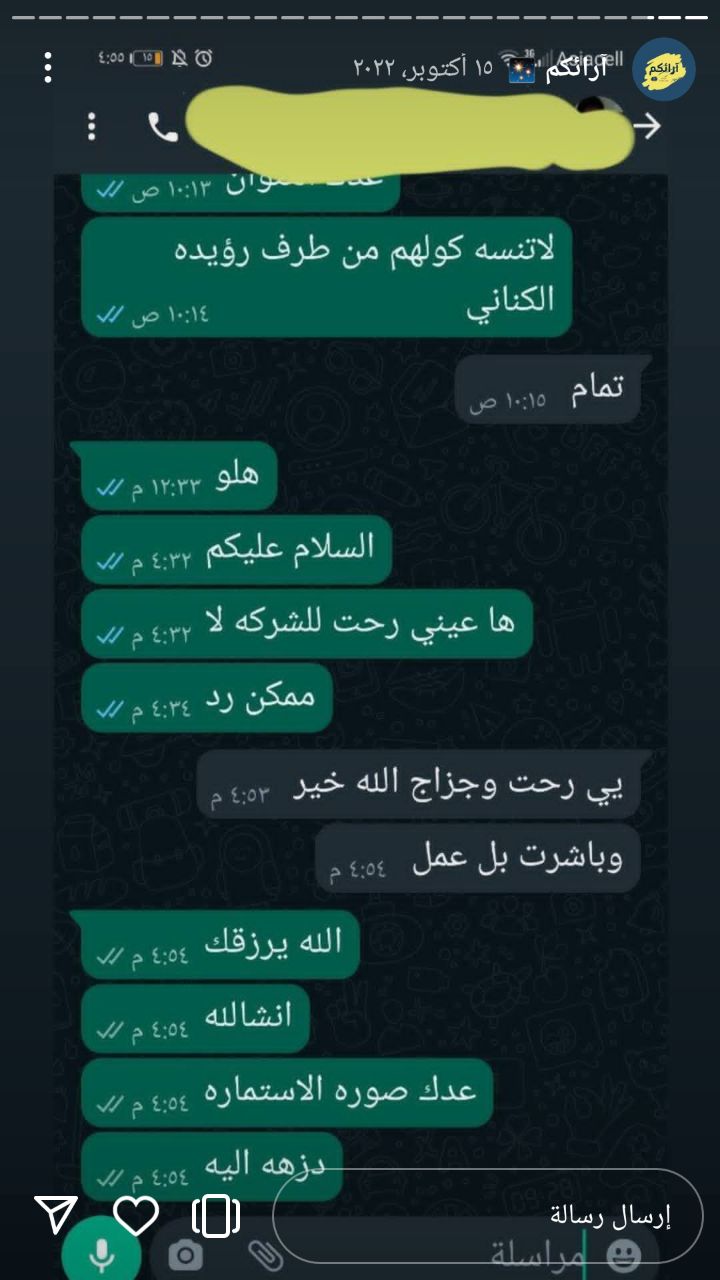 آرائكم 🎇 ١٥ أكتوبر، ٢٠٢٢
آرائكم
٤:٥٥ ١٥ 3G Asiacell
١٠:١٣ ص
لاتنسه كولهم من طرف رؤيده
الكناني
١٠:١٤ ص
تمام ١٠:١٥ ص
هلو ١٢:٣٣ م
السلام عليكم ٤:٣٢ م
ها عيني رحت للشركه لا ٤:٣٢ م
ممكن رد ٤:٣٤ م
يي رحت وجزاج الله خير ٤:٥٣ م
وباشرت بل عمل ٤:٥٤ م
الله يرزقك ٤:٥٤ م
انشالله ٤:٥٤ م
عدك صوره الاستماره ٤:٥٤ م
دزهه اليه ٤:٥٤ م
إرسال رسالة
مراسلة